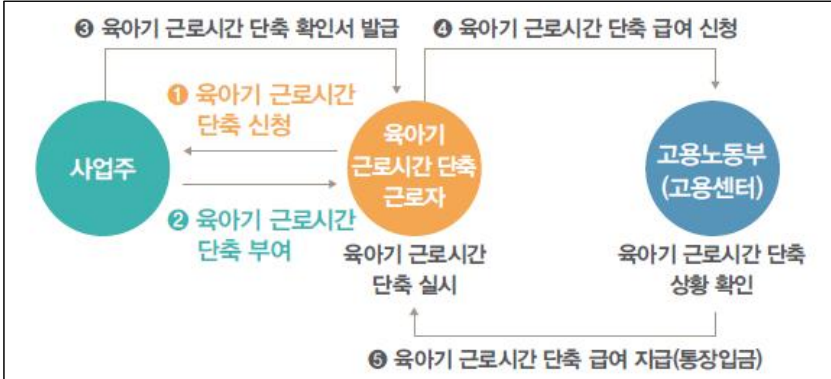 ❸ 육아기 근로시간 단축 확인서 발급
❹ 육아기 근로시간 단축 급여 신청
❶ 육아기 근로시간
단축 신청
사업주
육아기
근로시간 단축
근로자
고용노동부
(고용센터)
❷ 육아기 근로시간
단축 부여
육아기 근로시간
단축 실시
육아기 근로시간 단축
상황 확인
❺ 육아기 근로시간 단축 급여 지급(통장입금)